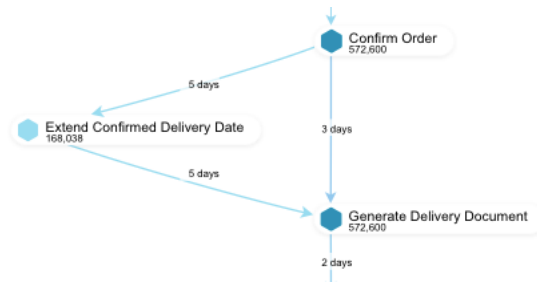 Confirm Order
572,600
5 days
Extend Confirmed Delivery Date
168,038
3 days
5 days
Generate Delivery Document
572,600
2 days